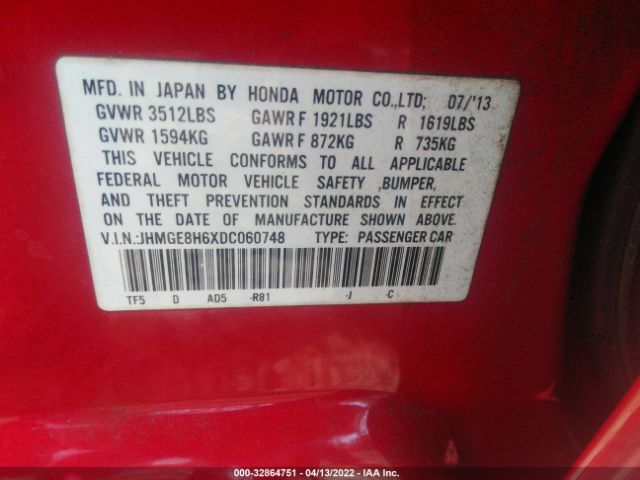 MFD. IN JAPAN BY HONDA MOTOR CO.,LTD; 07/'13
GVWR 3512LBS GAWR F 1921LBS R 1619LBS
GVWR 1594KG GAWR F 872KG R 735KG
THIS VEHICLE CONFORMS TO ALL APPLICABLE
FEDERAL MOTOR VEHICLE SAFETY ,BUMPER,
AND THEFT PREVENTION STANDARDS IN EFFECT
ON THE DATE OF MANUFACTURE SHOWN ABOVE.
V.I.N.:JHMGE8H6XDC060748 TYPE: PASSENGER CAR
TF5 D AD5 -R81 -J -C
000-32864751 | 04/13/2022 | IAA Inc.